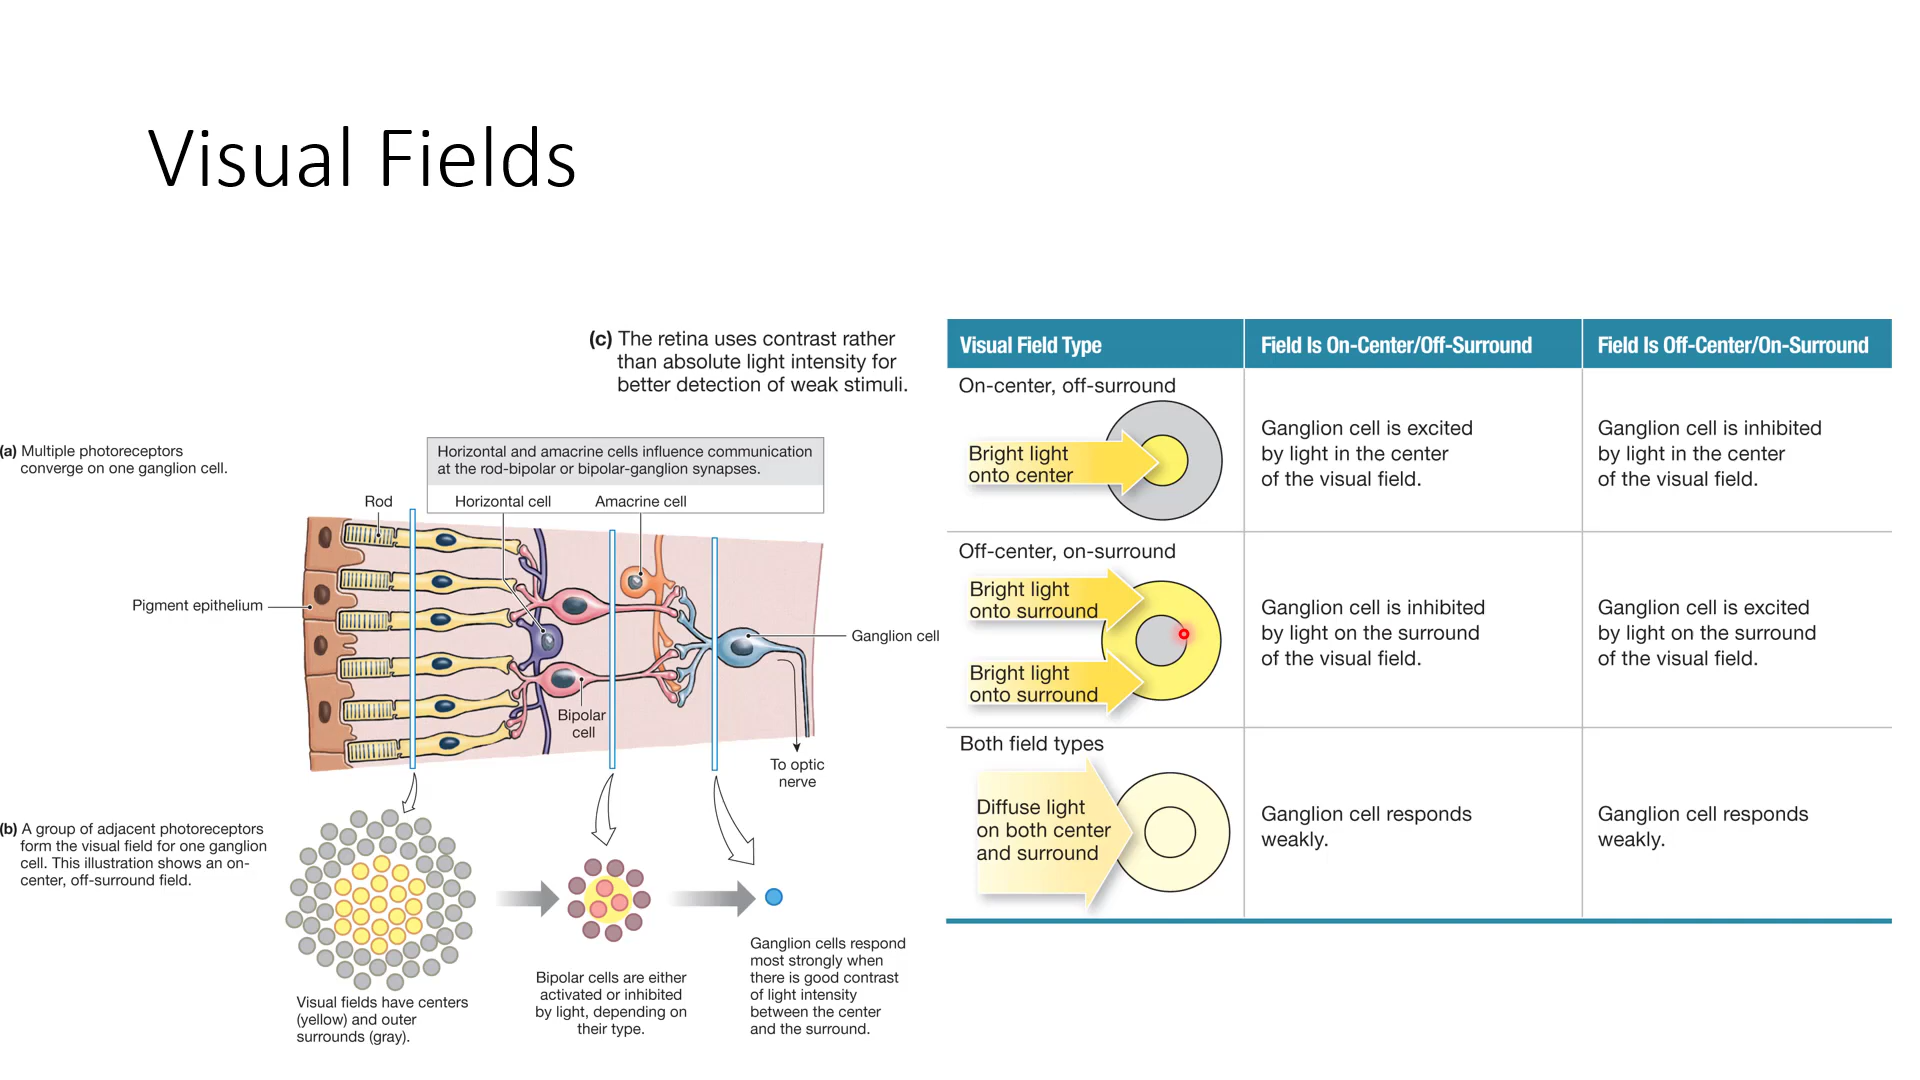 Visual Fields
(c) The retina uses contrast rather
than absolute light intensity for
better detection of weak stimuli.
(a) Multiple photoreceptors
converge on one ganglion cell.
Horizontal and amacrine cells influence communication
at the rod-bipolar or bipolar-ganglion synapses.
Rod
Horizontal cell
Amacrine cell
Pigment epithelium
Ganglion cell
Bipolar
cell
To optic
nerve
(b) A group of adjacent photoreceptors
form the visual field for one ganglion
cell. This illustration shows an on-
center, off-surround field.
Visual fields have centers
(yellow) and outer
surrounds (gray).
Bipolar cells are either
activated or inhibited
by light, depending on
their type.
Ganglion cells respond
most strongly when
there is good contrast
of light intensity
between the center
and the surround.
Visual Field Type
Field Is On-Center/Off-Surround
Field Is Off-Center/On-Surround
On-center, off-surround
Bright light
onto center
Ganglion cell is excited
by light in the center
of the visual field.
Ganglion cell is inhibited
by light in the center
of the visual field.
Off-center, on-surround
Bright light
onto surround
Bright light
onto surround
Ganglion cell is inhibited
by light on the surround
of the visual field.
Ganglion cell is excited
by light on the surround
of the visual field.
Both field types
Diffuse light
on both center
and surround
Ganglion cell responds
weakly.
Ganglion cell responds
weakly.